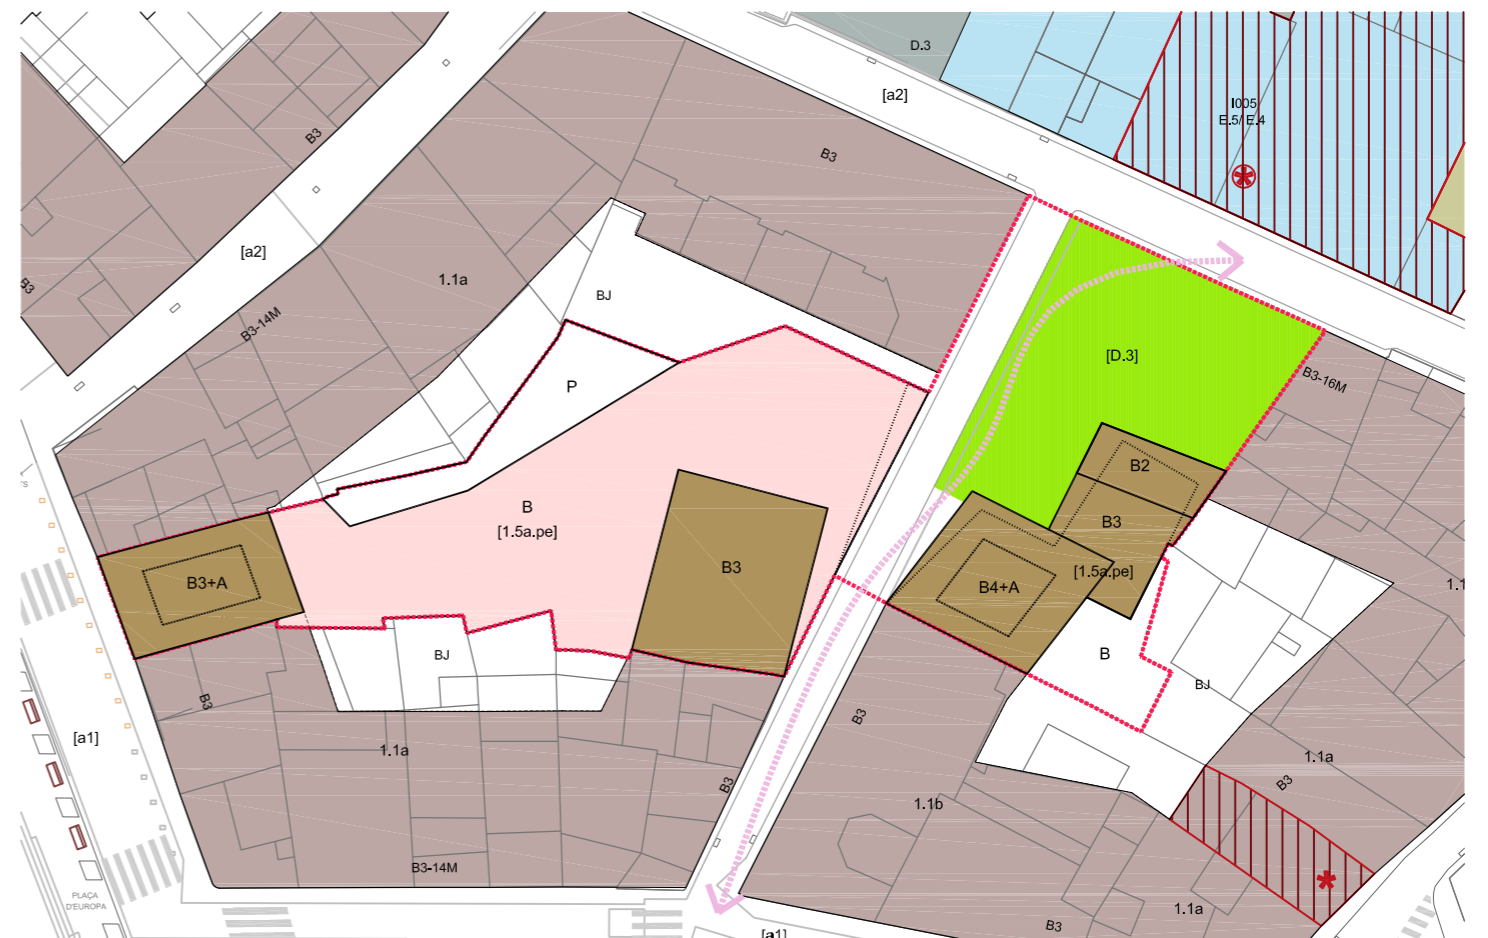 D.3
[a2]
I005
E.5/ E.4
B3
B3
[a2]
1.1a
B3
BJ
B3-14M
[D.3]
B3-16M
P
B2
B
[1.5a.pe]
B3
B3
[1.5a.pe]
B3+A
B4+A
1.1
BJ
B
BJ
B3
B3
[a1]
1.1a
1.1a
B3
B3
1.1b
B3-14M
PLAÇA
D'EUROPA
1.1a
B3
[a1]